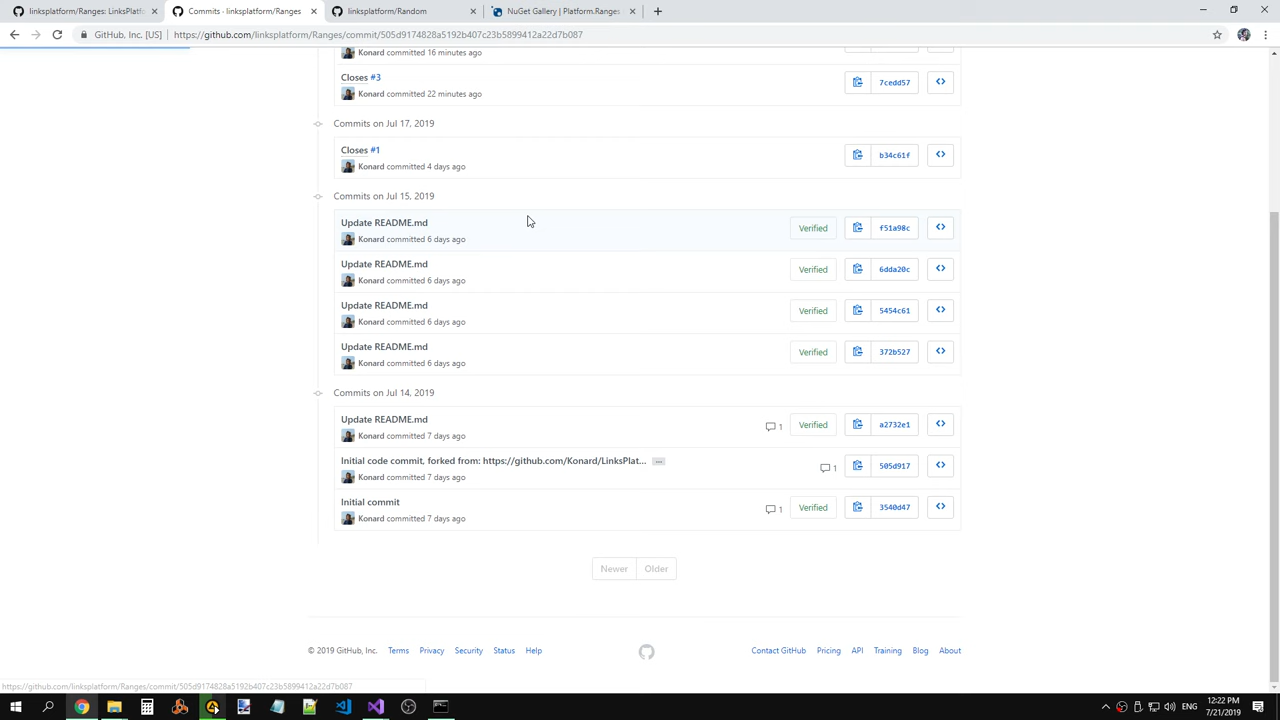 linksplatform/Ranges: LinksPlatf
Commits - linksplatform/Ranges
linksplatform/Random
NuGet Gallery | Platform.Ranges
GitHub, Inc. [US]
https://github.com/linksplatform/Ranges/commit/505d9174828a5192b407c23b5899412a22d7b087
Konard committed 16 minutes ago
Closes #3
7cedd57
Konard committed 22 minutes ago
Commits on Jul 17, 2019
Closes #1
b34c61f
Konard committed 4 days ago
Commits on Jul 15, 2019
Update README.md
Verified
f51a98c
Konard committed 6 days ago
Update README.md
Verified
6dda20c
Konard committed 6 days ago
Update README.md
Verified
5454c61
Konard committed 6 days ago
Update README.md
Verified
372b527
Konard committed 6 days ago
Commits on Jul 14, 2019
Update README.md
1
Verified
a2732e1
Konard committed 7 days ago
Initial code commit, forked from: https://github.com/Konard/LinksPlat...
1
505d917
Konard committed 7 days ago
Initial commit
1
Verified
3540d47
Konard committed 7 days ago
Newer
Older
© 2019 GitHub, Inc.
Terms
Privacy
Security
Status
Help
Contact GitHub
Pricing
API
Training
Blog
About
https://github.com/linksplatform/Ranges/commit/505d9174828a5192b407c23b5899412a22d7b087
ENG
12:22 PM
7/21/2019